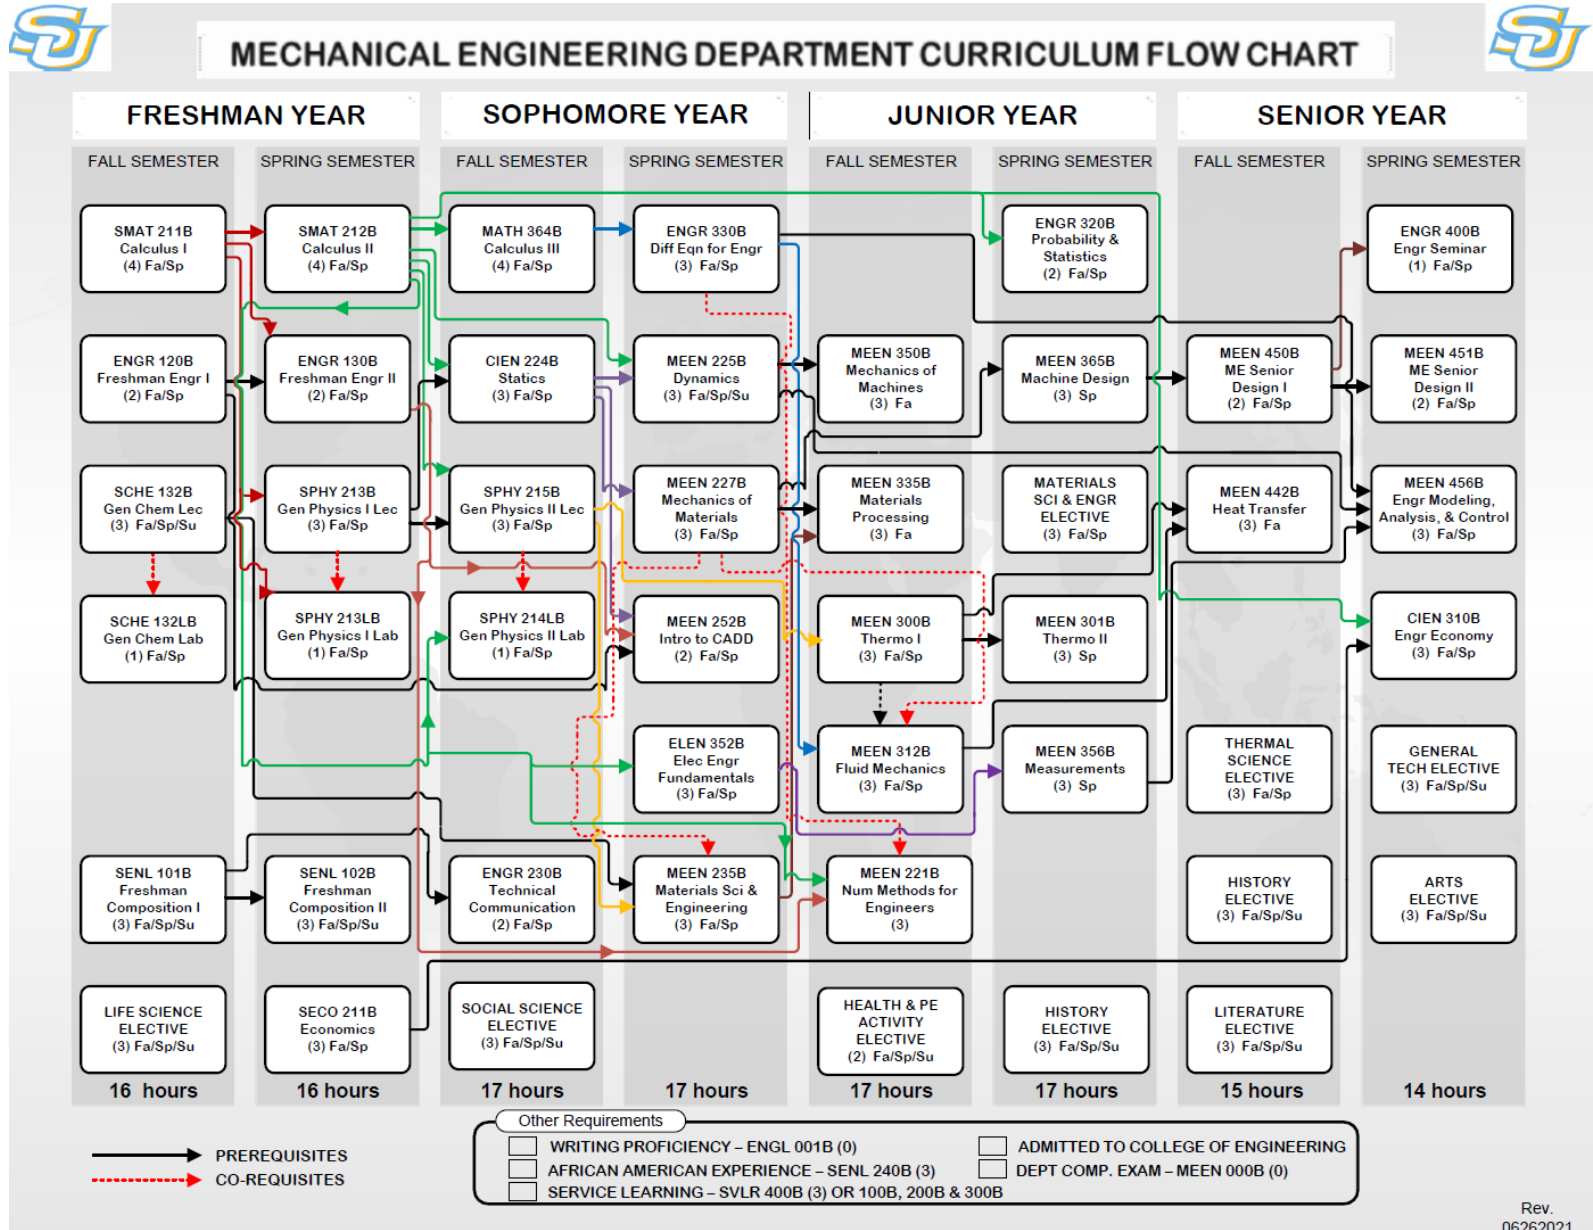 SU
SU
MECHANICAL ENGINEERING DEPARTMENT CURRICULUM FLOW CHART
FRESHMAN YEAR
SOPHOMORE YEAR
JUNIOR YEAR
SENIOR YEAR
FALL SEMESTER
SPRING SEMESTER
FALL SEMESTER
SPRING SEMESTER
FALL SEMESTER
SPRING SEMESTER
FALL SEMESTER
SPRING SEMESTER
SMAT 211B
Calculus I
(4) Fa/Sp
SMAT 212B
Calculus II
(4) Fa/Sp
MATH 364B
Calculus III
(4) Fa/Sp
ENGR 330B
Diff Eqn for Engr
(3) Fa/Sp
ENGR 320B
Probability &
Statistics
(2) Fa/Sp
ENGR 400B
Engr Seminar
(1) Fa/Sp
ENGR 120B
Freshman Engr I
(2) Fa/Sp
ENGR 130B
Freshman Engr II
(2) Fa/Sp
CIEN 224B
Statics
(3) Fa/Sp
MEEN 225B
Dynamics
(3) Fa/Sp/Su
MEEN 350B
Mechanics of
Machines
(3) Fa
MEEN 365B
Machine Design
(3) Sp
MEEN 450B
ME Senior
Design I
(2) Fa/Sp
MEEN 451B
ME Senior
Design II
(2) Fa/Sp
SCHE 132B
Gen Chem Lec
(3) Fa/Sp/Su
SPHY 213B
Gen Physics I Lec
(3) Fa/Sp
SPHY 215B
Gen Physics II Lec
(3) Fa/Sp
MEEN 227B
Mechanics of
Materials
(3) Fa/Sp
MEEN 335B
Materials
Processing
(3) Fa
MATERIALS
SCI & ENGR
ELECTIVE
(3) Fa/Sp
MEEN 442B
Heat Transfer
(3) Fa
MEEN 456B
Engr Modeling,
Analysis, & Control
(3) Fa/Sp
SCHE 132LB
Gen Chem Lab
(1) Fa/Sp
SPHY 213LB
Gen Physics I Lab
(1) Fa/Sp
SPHY 214LB
Gen Physics II Lab
(1) Fa/Sp
MEEN 252B
Intro to CADD
(2) Fa/Sp
MEEN 300B
Thermo I
(3) Fa/Sp
MEEN 301B
Thermo II
(3) Sp
CIEN 310B
Engr Economy
(3) Fa/Sp
ELEN 352B
Elec Engr
Fundamentals
(3) Fa/Sp
MEEN 312B
Fluid Mechanics
(3) Fa/Sp
MEEN 356B
Measurements
(3) Sp
THERMAL
SCIENCE
ELECTIVE
(3) Fa/Sp
GENERAL
TECH ELECTIVE
(3) Fa/Sp/Su
SENL 101B
Freshman
Composition I
(3) Fa/Sp/Su
SENL 102B
Freshman
Composition II
(3) Fa/Sp/Su
ENGR 230B
Technical
Communication
(2) Fa/Sp
MEEN 235B
Materials Sci &
Engineering
(3) Fa/Sp
MEEN 221B
Num Methods for
Engineers
(3)
HISTORY
ELECTIVE
(3) Fa/Sp/Su
ARTS
ELECTIVE
(3) Fa/Sp/Su
LIFE SCIENCE
ELECTIVE
(3) Fa/Sp/Su
SECO 211B
Economics
(3) Fa/Sp
SOCIAL SCIENCE
ELECTIVE
(3) Fa/Sp/Su
HEALTH & PE
ACTIVITY
ELECTIVE
(2) Fa/Sp/Su
HISTORY
ELECTIVE
(3) Fa/Sp/Su
LITERATURE
ELECTIVE
(3) Fa/Sp/Su
16 hours
16 hours
17 hours
17 hours
17 hours
17 hours
15 hours
14 hours
PREREQUISITES
CO-REQUISITES
Other Requirements
WRITING PROFICIENCY – ENGL 001B (0)
AFRICAN AMERICAN EXPERIENCE – SENL 240B (3)
SERVICE LEARNING – SVLR 400B (3) OR 100B, 200B & 300B
ADMITTED TO COLLEGE OF ENGINEERING
DEPT COMP. EXAM – MEEN 000B (0)
Rev.
06262021